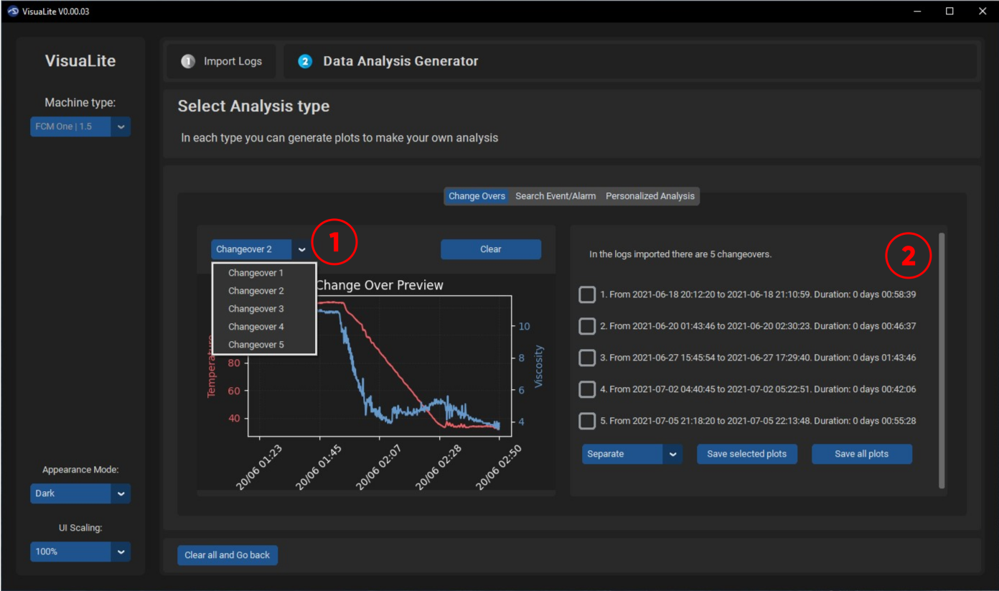 VisuaLite V0.00.03
VisuaLite
Machine type:
FCM One | 1.5
Appearance Mode:
Dark
UI Scaling:
100%
1 Import Logs
2 Data Analysis Generator
Select Analysis type
In each type you can generate plots to make your own analysis
Change Overs Search Event/Alarm Personalized Analysis
Changeover 2
1
Clear
Changeover 1
Changeover 2
Changeover 3
Changeover 4
Changeover 5
Change Over Preview
Temperature
80
60
40
10
8
6
4
Viscosity
20/06 01:23
20/06 01:45
20/06 02:07
20/06 02:28
20/06 02:50
In the logs imported there are 5 changeovers.
2
1. From 2021-06-18 20:12:20 to 2021-06-18 21:10:59. Duration: 0 days 00:58:39
2. From 2021-06-20 01:43:46 to 2021-06-20 02:30:23. Duration: 0 days 00:46:37
3. From 2021-06-27 15:45:54 to 2021-06-27 17:29:40. Duration: 0 days 01:43:46
4. From 2021-07-02 04:40:45 to 2021-07-02 05:22:51. Duration: 0 days 00:42:06
5. From 2021-07-05 21:18:20 to 2021-07-05 22:13:48. Duration: 0 days 00:55:28
Separate
Save selected plots
Save all plots
Clear all and Go back